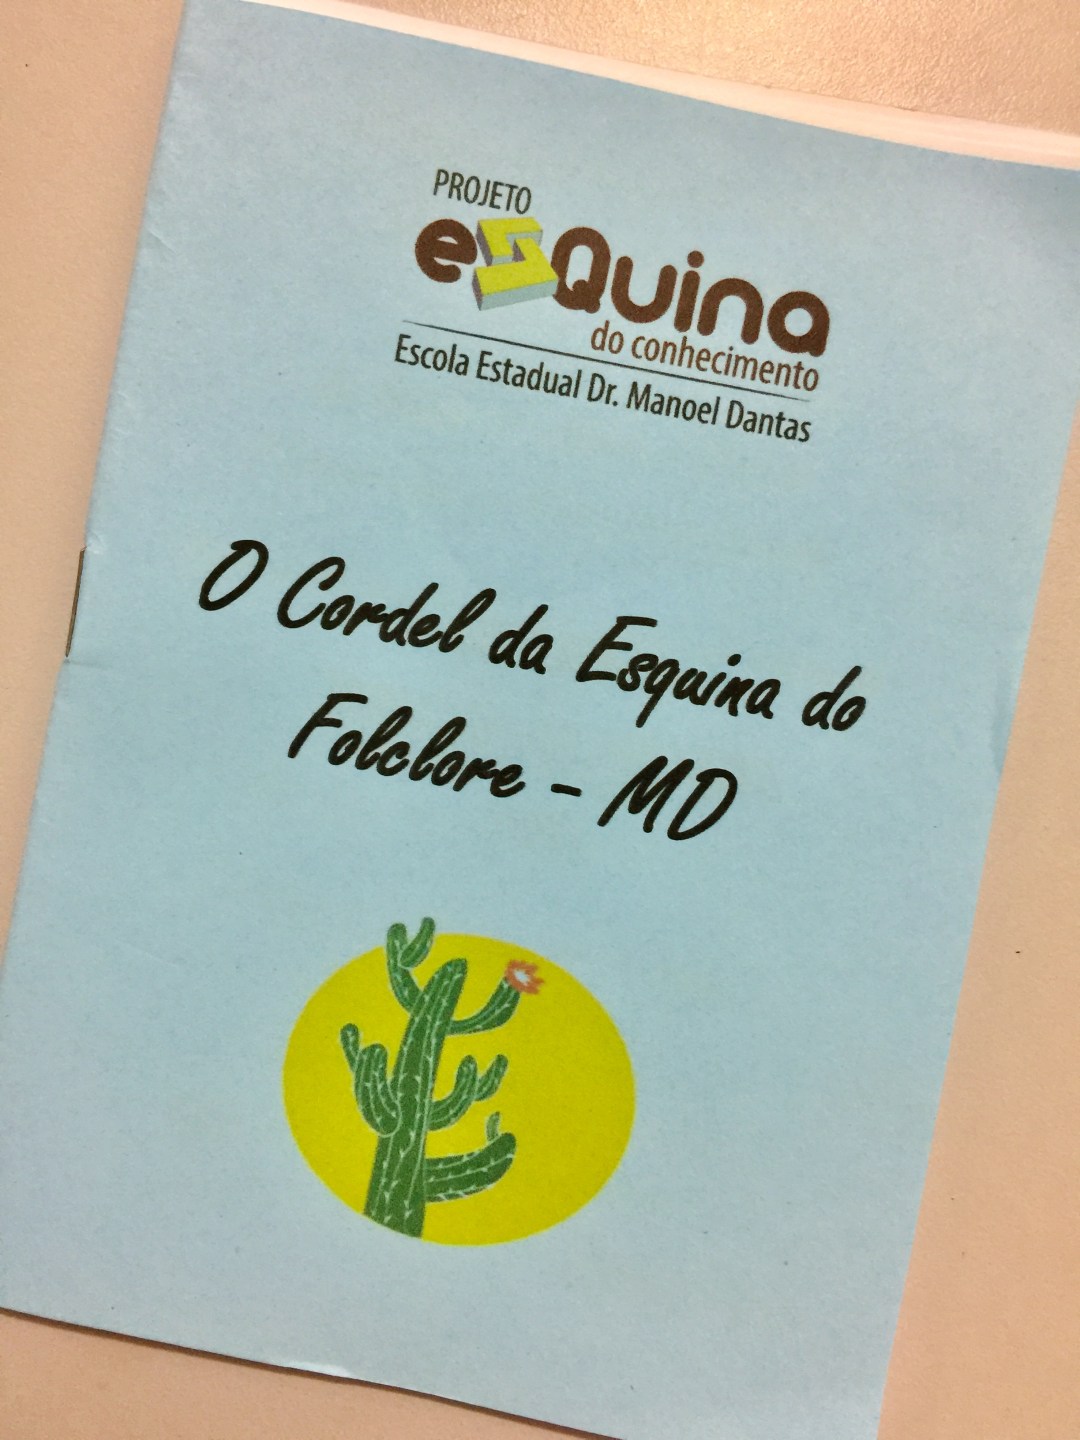 PROJETO
eSQuina
do conhecimento
Escola Estadual Dr. Manoel Dantas
O Cordel da Esquina do
Folclore - MD